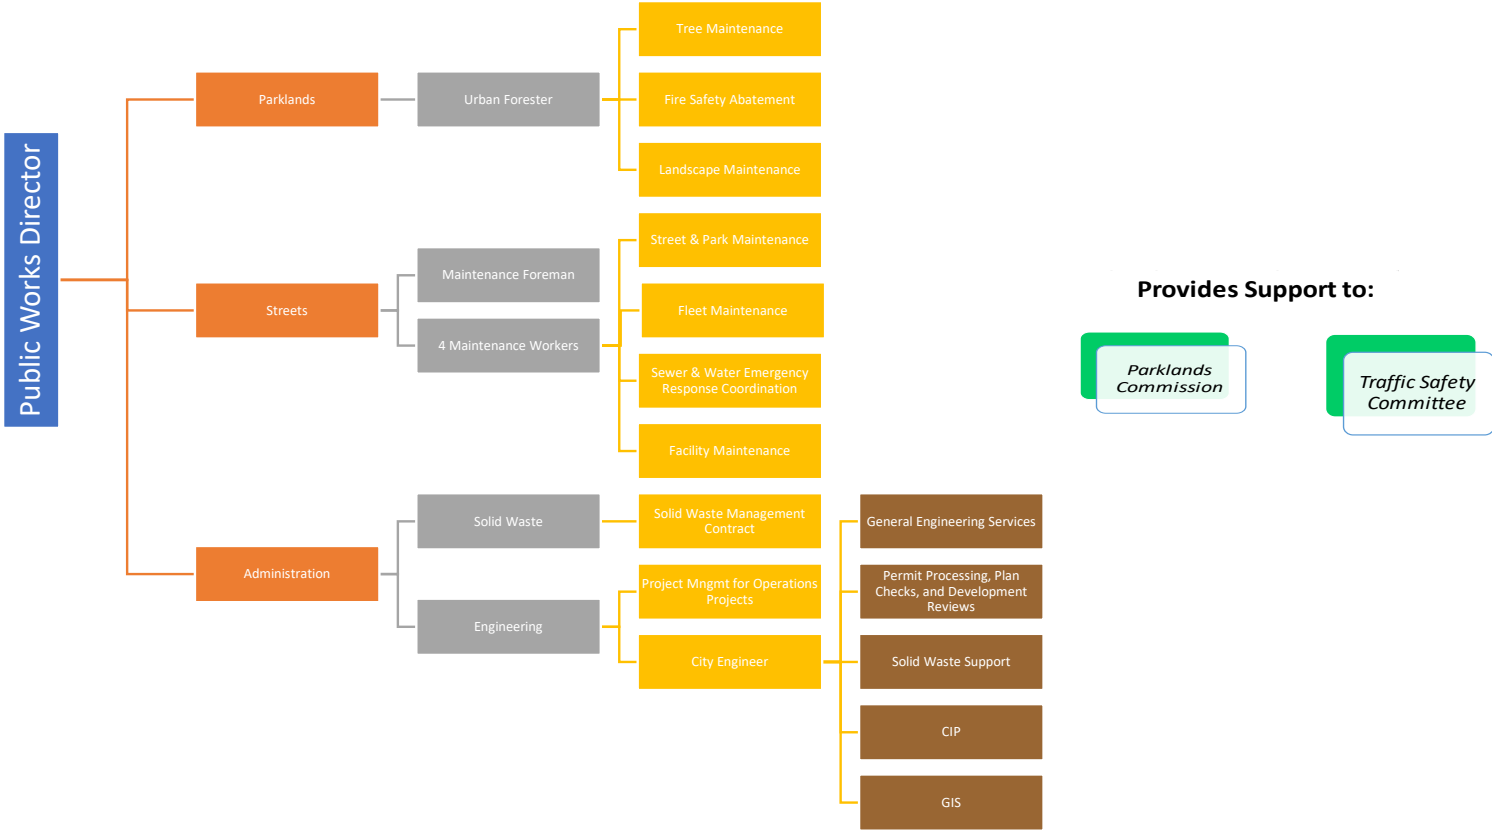 Public Works Director
Parklands
Urban Forester
Tree Maintenance
Fire Safety Abatement
Landscape Maintenance
Streets
Maintenance Foreman
4 Maintenance Workers
Street & Park Maintenance
Fleet Maintenance
Sewer & Water Emergency
Response Coordination
Facility Maintenance
Administration
Solid Waste
Solid Waste Management
Contract
Engineering
Project Mngmt for Operations
Projects
City Engineer
General Engineering Services
Permit Processing, Plan
Checks, and Development
Reviews
Solid Waste Support
CIP
GIS
Provides Support to:
Parklands
Commission
Traffic Safety
Committee